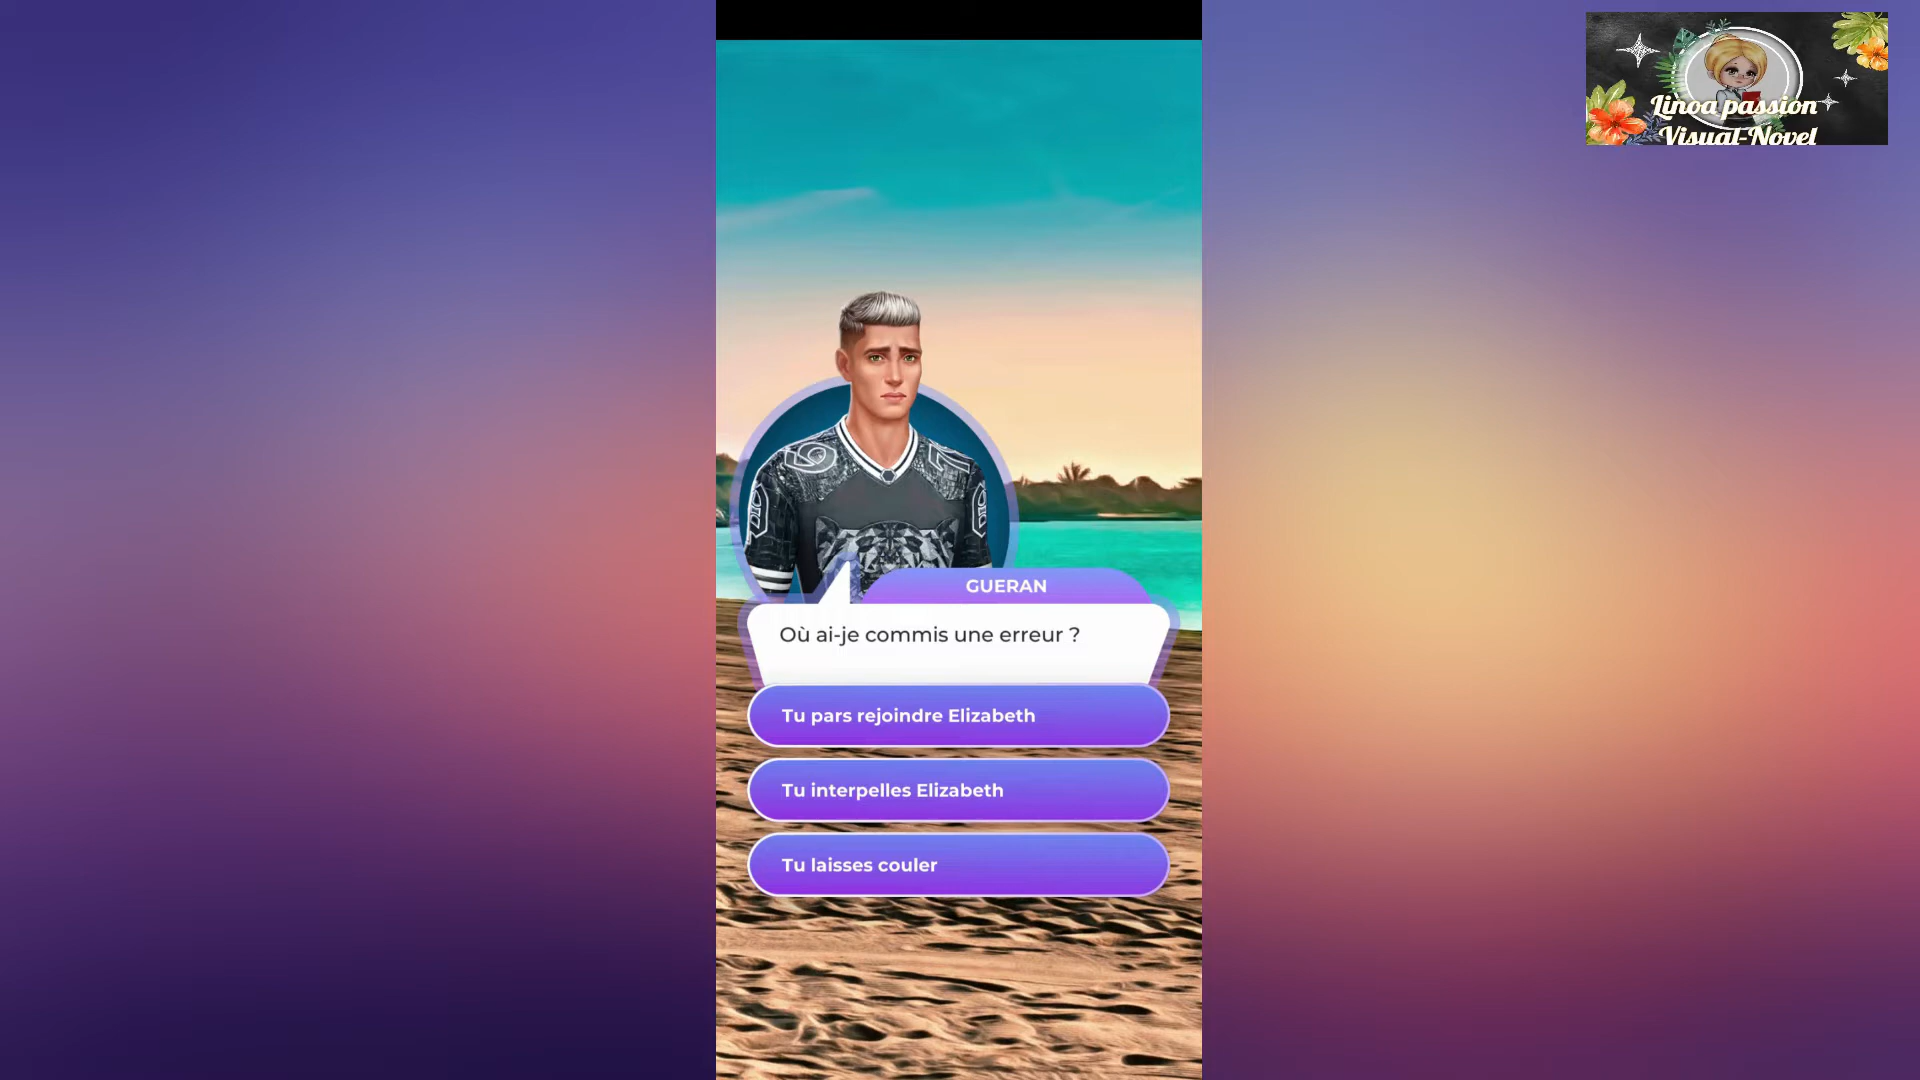 Linoa passion
Visual-Novel
GUERAN
Où ai-je commis une erreur ?
Tu pars rejoindre Elizabeth
Tu interpelles Elizabeth
Tu laisses couler